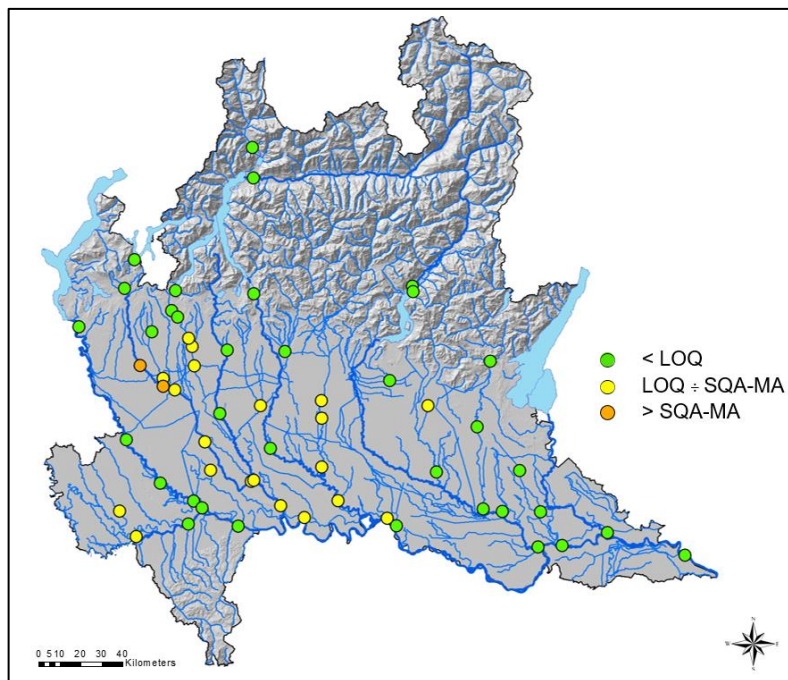 < LOQ
LOQ ÷ SQA-MA
> SQA-MA
N
W E
S
0 5 10 20 30 40
Kilometers